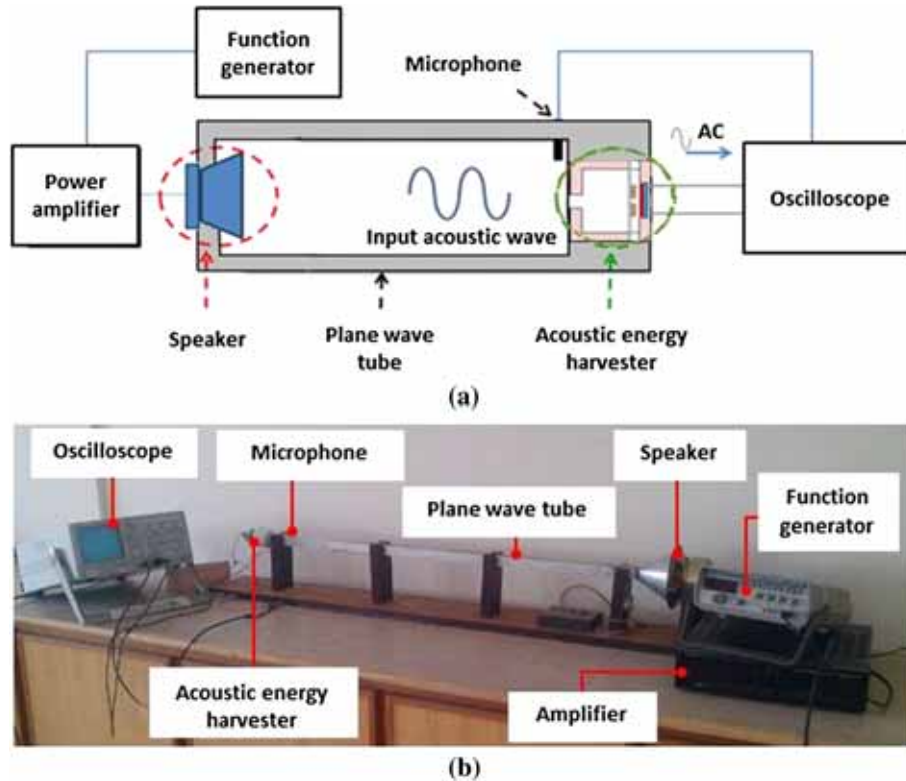 Function
generator
Microphone
AC
Power
amplifier
Oscilloscope
Input acoustic wave
Speaker
Plane wave
tube
Acoustic energy
harvester
(a)
Oscilloscope
Microphone
Speaker
Plane wave tube
Function
generator
Acoustic energy
harvester
Amplifier
(b)